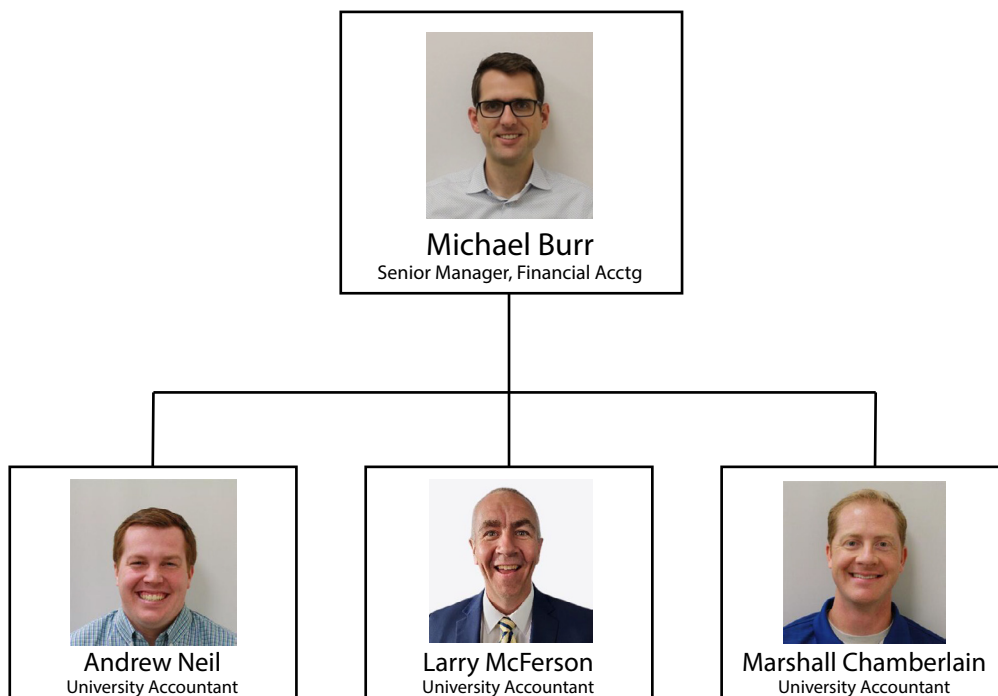 Michael Burr
Senior Manager, Financial Acctg
Andrew Neil
University Accountant
Larry McFerson
University Accountant
Marshall Chamberlain
University Accountant